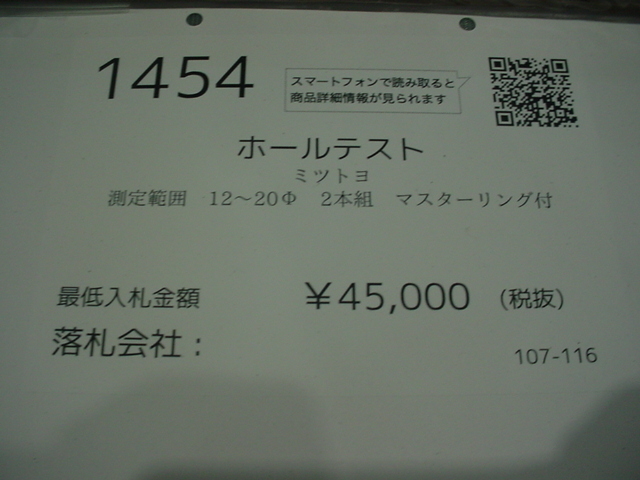 1454
スマートフォンで読み取ると
商品詳細情報が見られます
ホールテスト
ミツトヨ
測定範囲 12～20Φ 2本組 マスターリング付
最低入札金額 ￥45,000 (税抜)
落札会社：
107-116